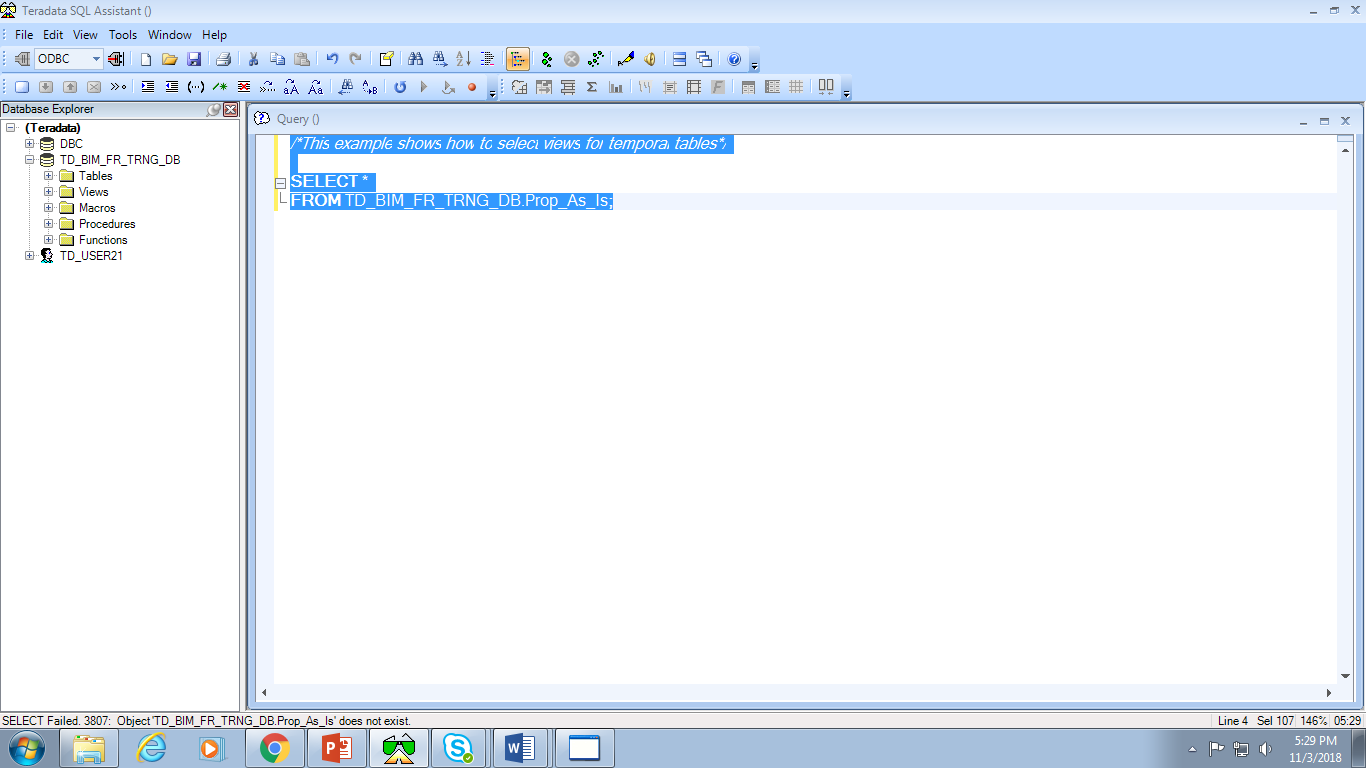 Teradata SQL Assistant ()
File Edit View Tools Window Help
ODBC
Database Explorer
(Teradata)
DBC
TD_BIM_FR_TRNG_DB
Tables
Views
Macros
Procedures
Functions
TD_USER21
Query ()
/*This example shows how to select views for temporal tables*/
SELECT *
FROM TD_BIM_FR_TRNG_DB.Prop_As_Is;
SELECT Failed. 3807: Object 'TD_BIM_FR_TRNG_DB.Prop_As_Is' does not exist.
Line 4 Sel 107 146% 05:29
5:29 PM
11/3/2018